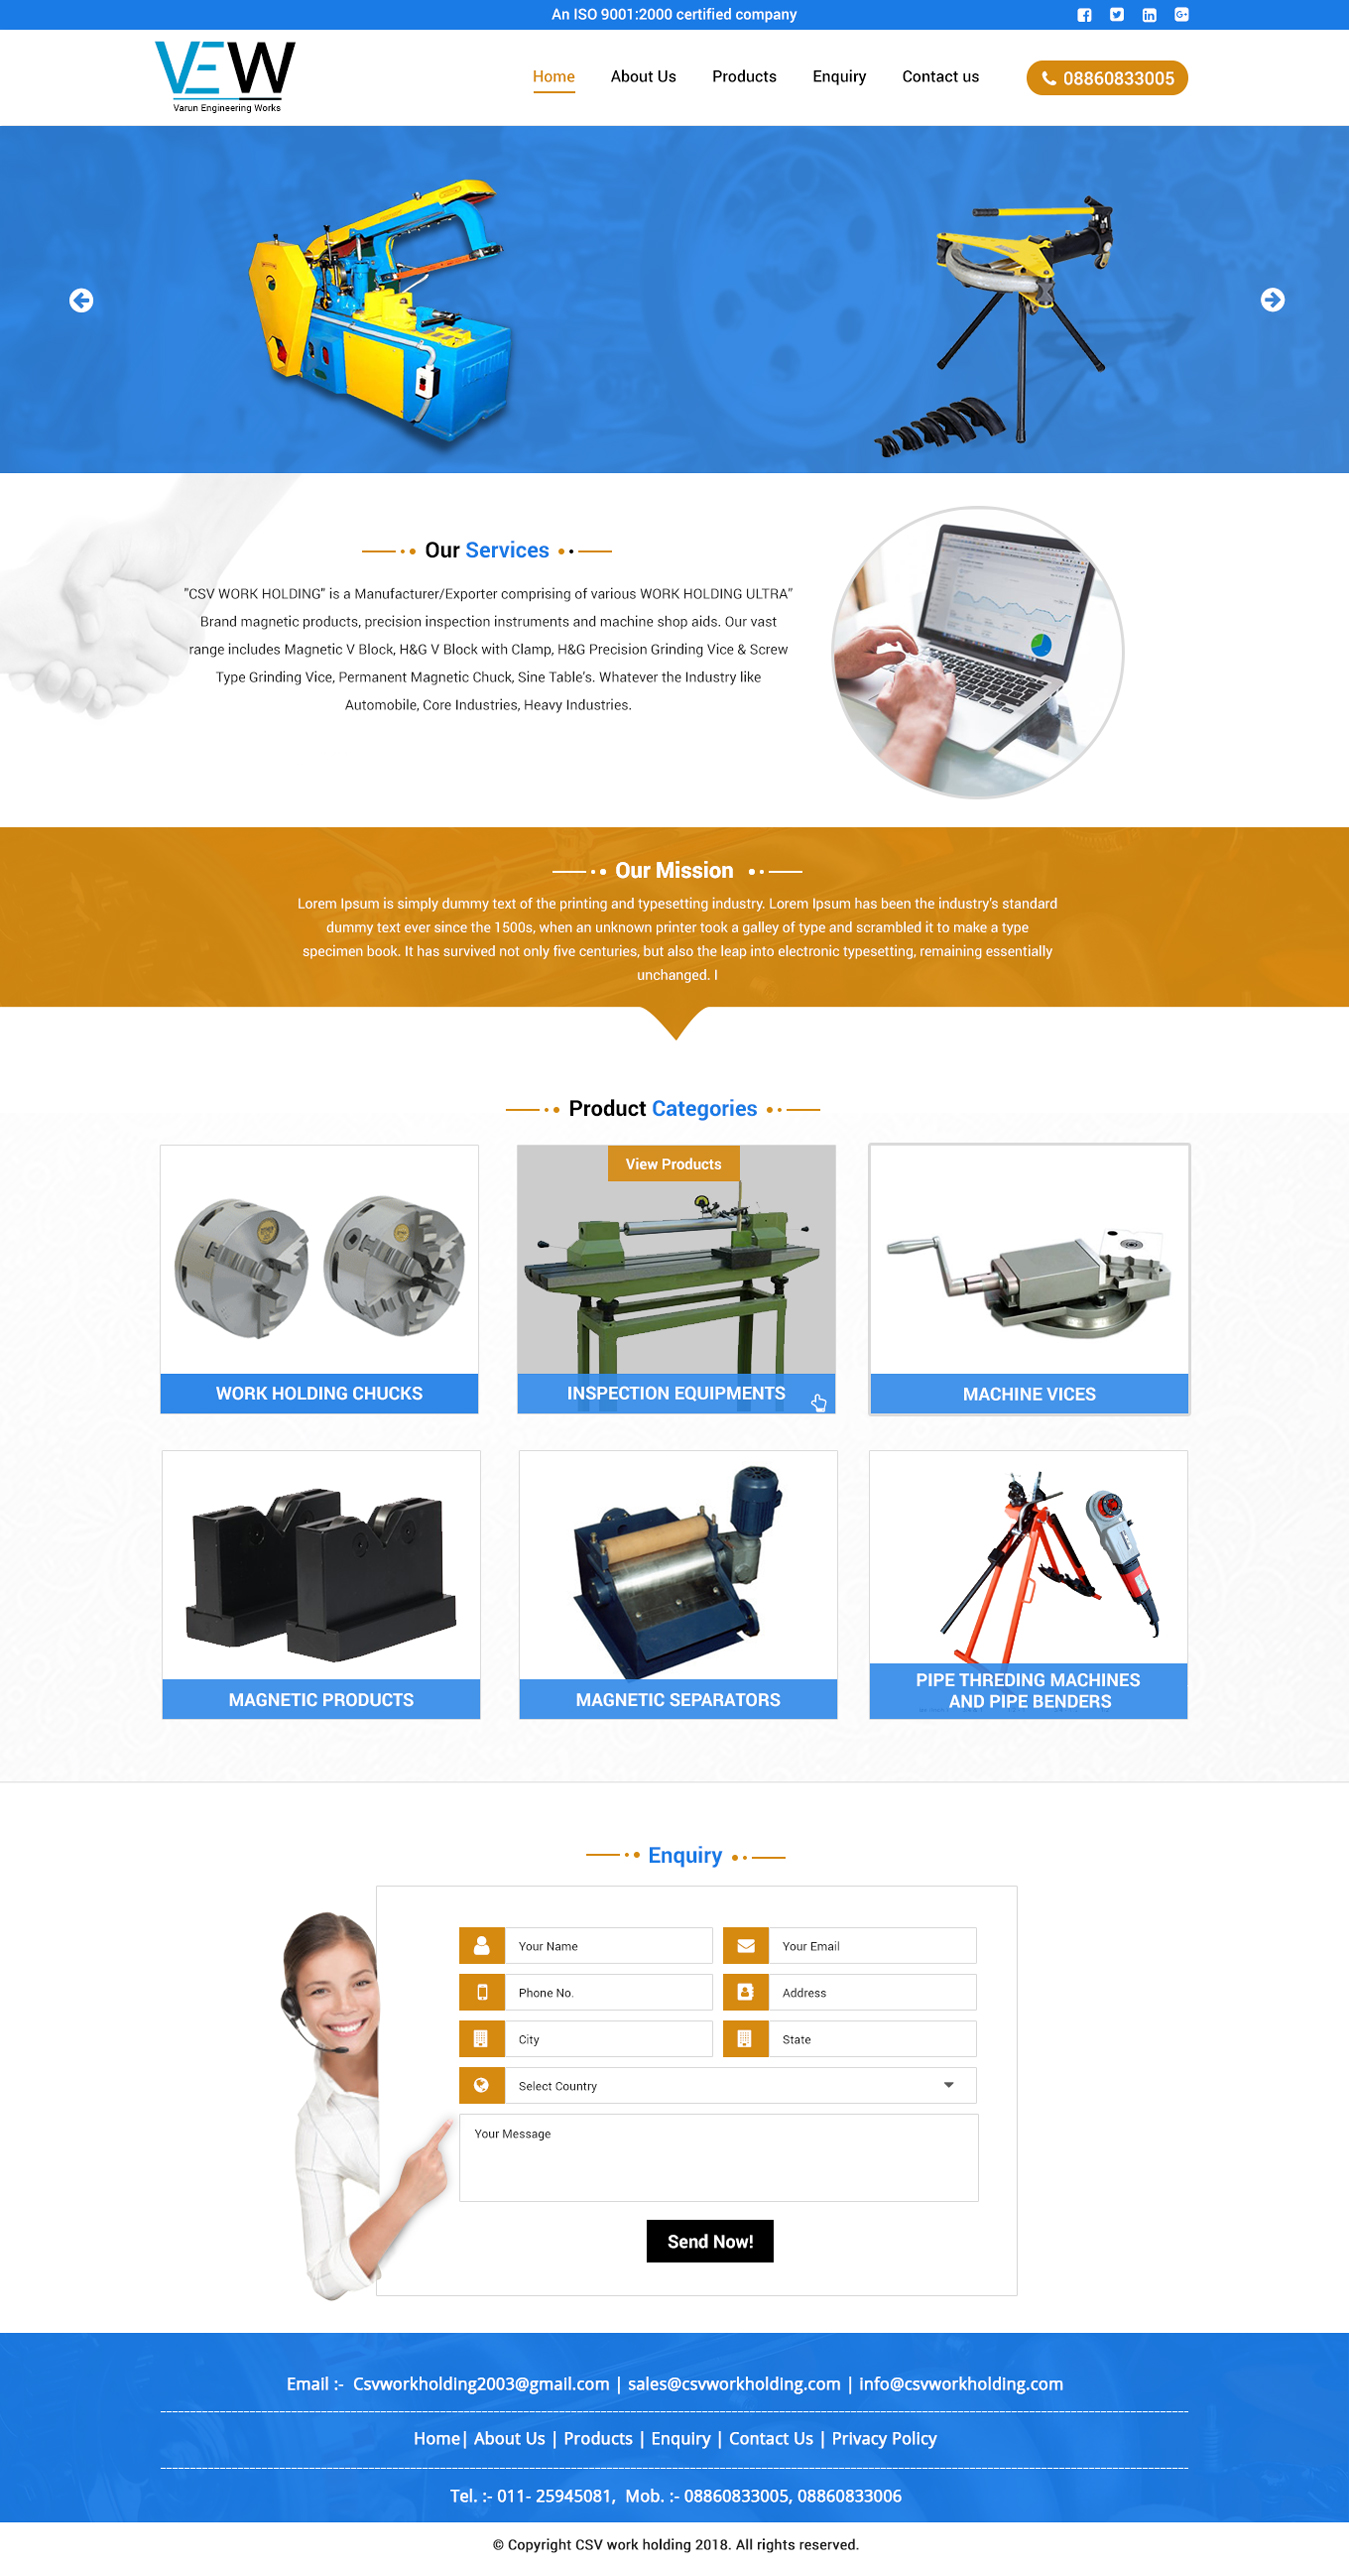 An ISO 9001:2000 certified company
VEW
Varun Engineering Works
Home About Us Products Enquiry Contact us 08860833005
Our Services
"CSV WORK HOLDING" is a Manufacturer/Exporter comprising of various WORK HOLDING ULTRA"
Brand magnetic products, precision inspection instruments and machine shop aids. Our vast
range includes Magnetic V Block, H&G V Block with Clamp, H&G Precision Grinding Vice & Screw
Type Grinding Vice, Permanent Magnetic Chuck, Sine Table's. Whatever the Industry like
Automobile, Core Industries, Heavy Industries.
Our Mission
Lorem Ipsum is simply dummy text of the printing and typesetting industry. Lorem Ipsum has been the industry's standard
dummy text ever since the 1500s, when an unknown printer took a galley of type and scrambled it to make a type
specimen book. It has survived not only five centuries, but also the leap into electronic typesetting, remaining essentially
unchanged. I
Product Categories
View Products
WORK HOLDING CHUCKS
INSPECTION EQUIPMENTS
MACHINE VICES
MAGNETIC PRODUCTS
MAGNETIC SEPARATORS
PIPE THREDING MACHINES
AND PIPE BENDERS
Enquiry
Your Name
Your Email
Phone No.
Address
City
State
Select Country
Your Message
Send Now!
Email :- Csvworkholding2003@gmail.com | sales@csvworkholding.com | info@csvworkholding.com
Home| About Us | Products | Enquiry | Contact Us | Privacy Policy
Tel. :- 011- 25945081, Mob. :- 08860833005, 08860833006
© Copyright CSV work holding 2018. All rights reserved.